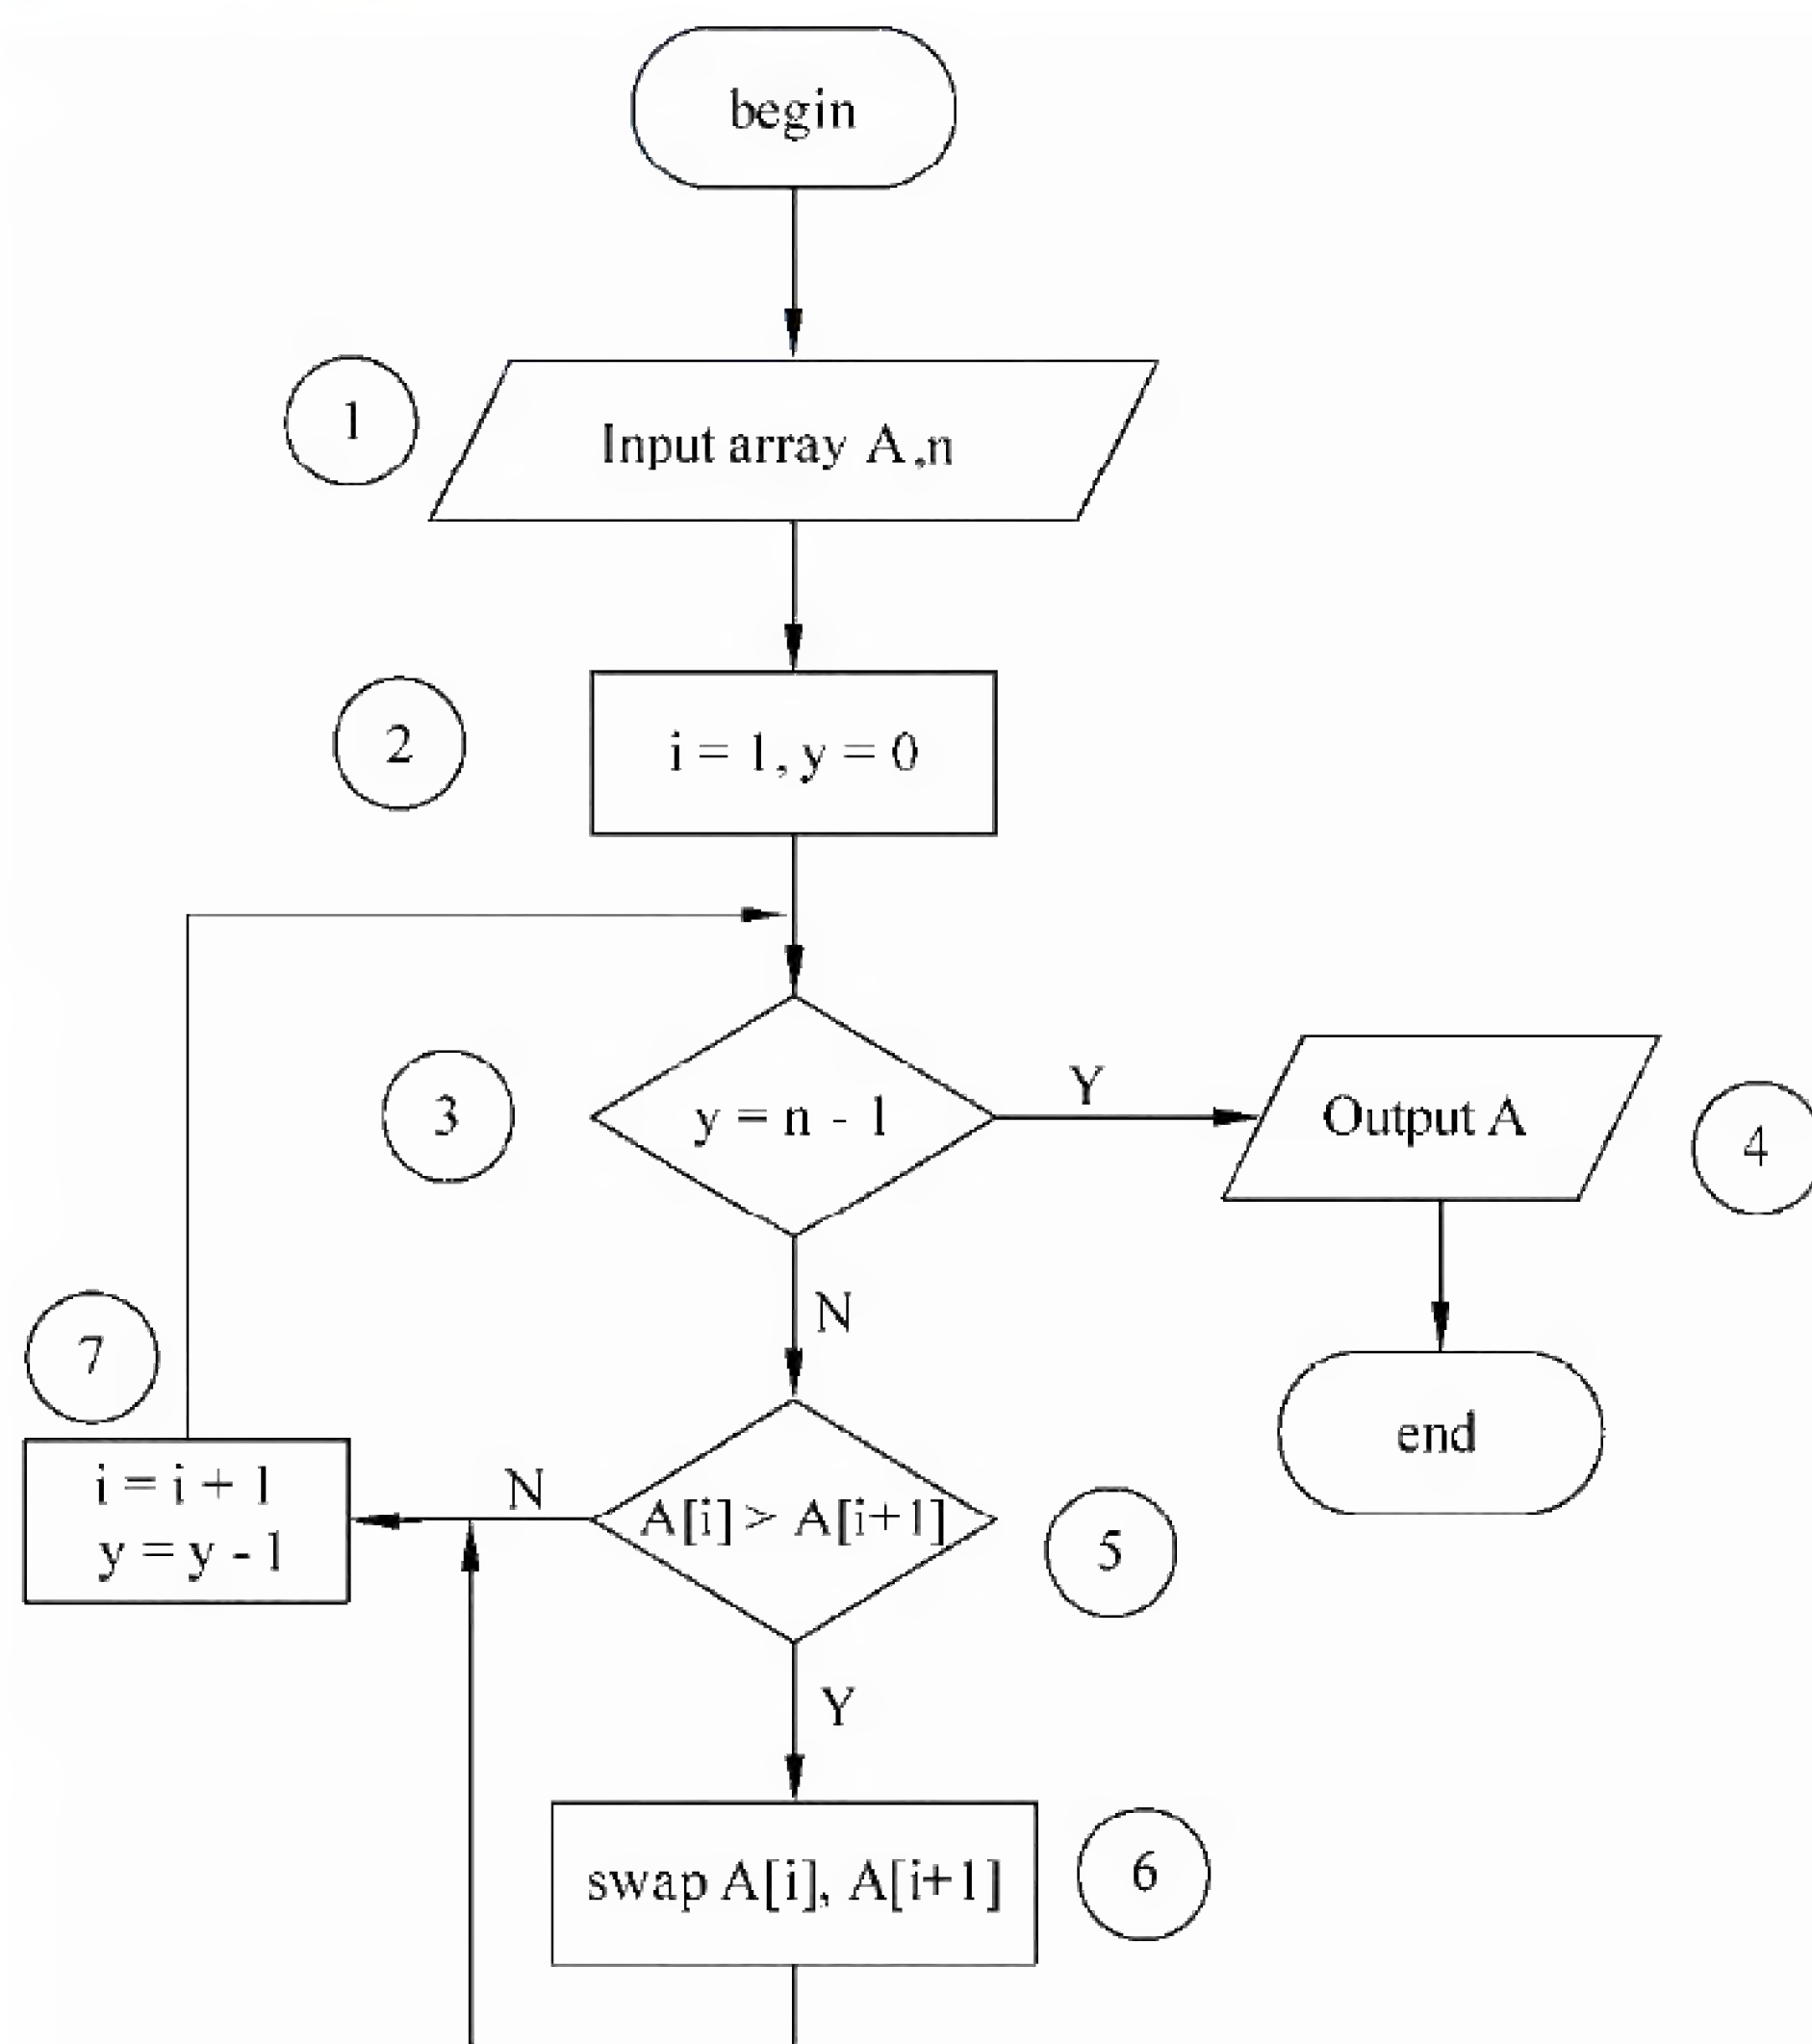 begin
1
Input array A,n
2
i = 1, y = 0
3
y = n - 1
Y
Output A
4
N
end
7
i = i + 1
y = y - 1
N
A[i] > A[i+1]
5
Y
swap A[i], A[i+1]
6